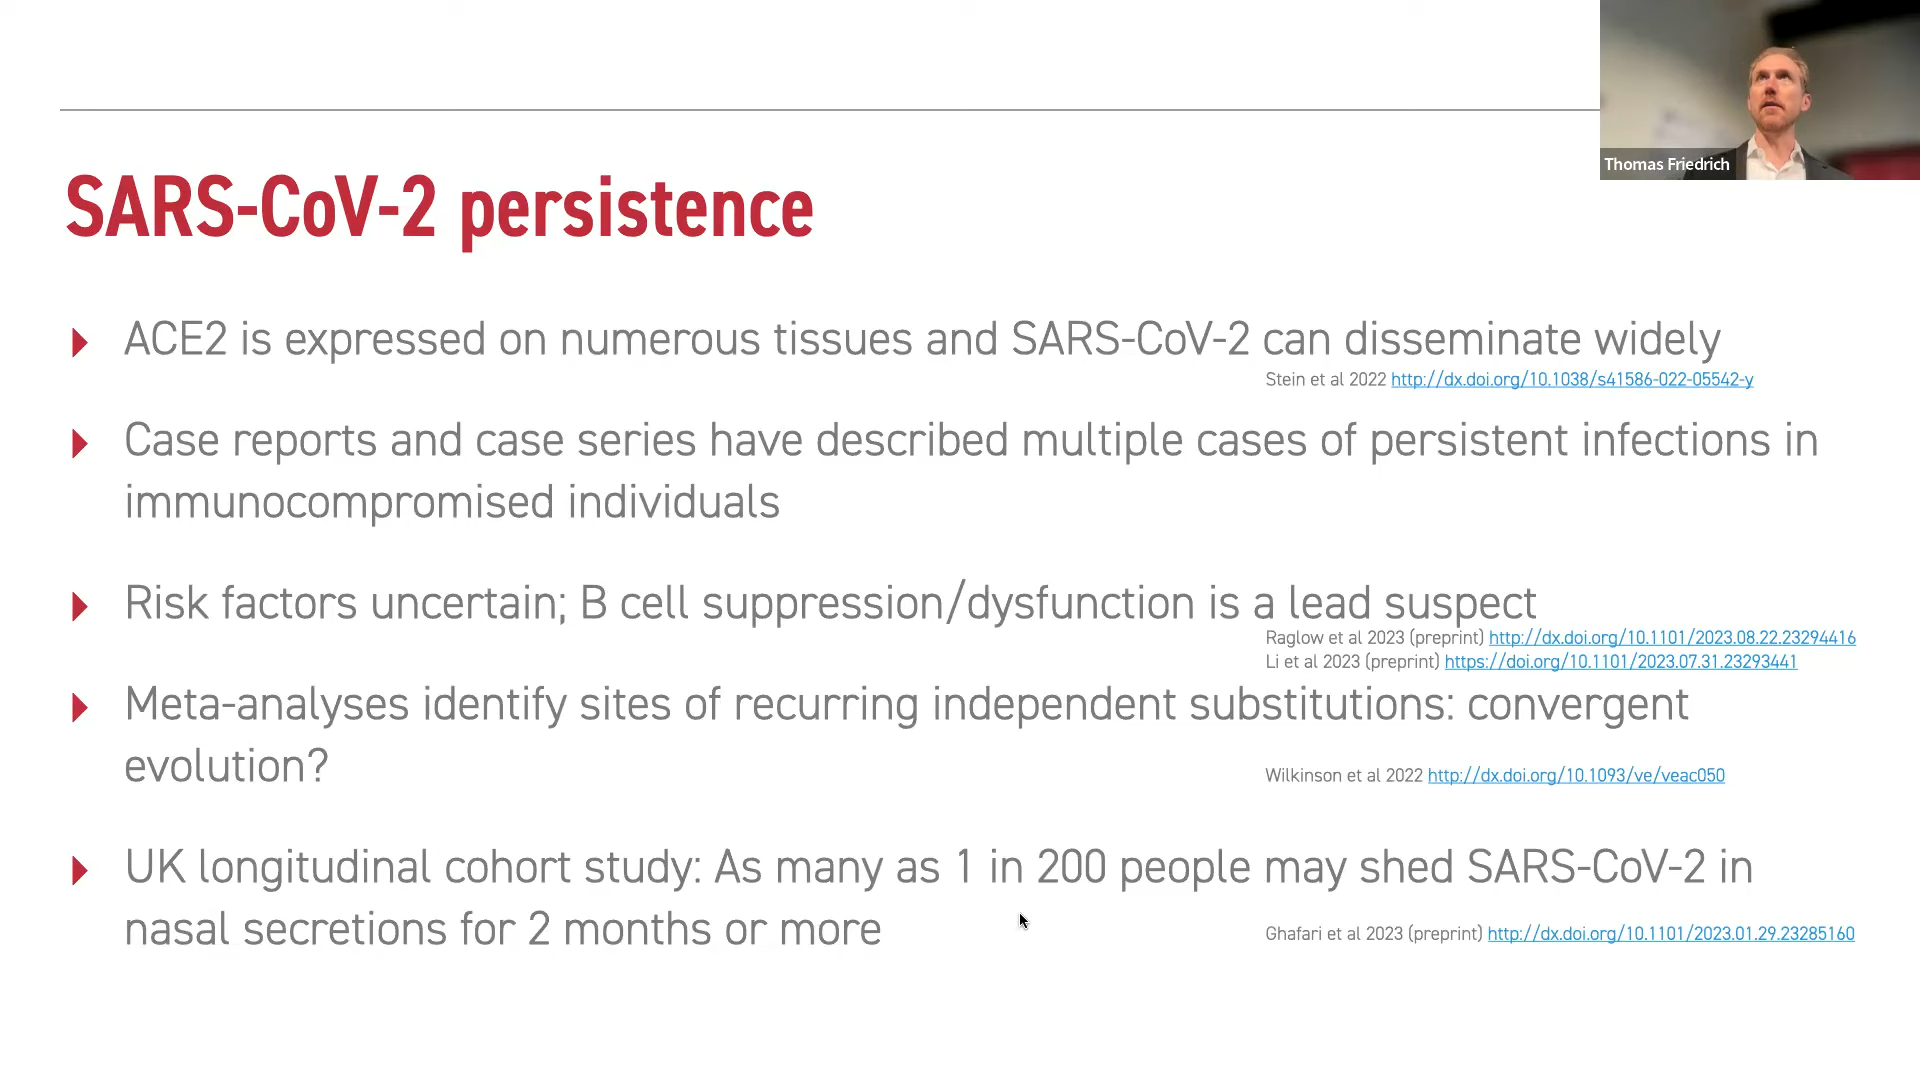 Thomas Friedrich
SARS-CoV-2 persistence
ACE2 is expressed on numerous tissues and SARS-CoV-2 can disseminate widely
Stein et al 2022 http://dx.doi.org/10.1038/s41586-022-05542-y
Case reports and case series have described multiple cases of persistent infections in
immunocompromised individuals
Risk factors uncertain; B cell suppression/dysfunction is a lead suspect
Raglow et al 2023 (preprint) http://dx.doi.org/10.1101/2023.08.22.23294416
Li et al 2023 (preprint) https://doi.org/10.1101/2023.07.31.23293441
Meta-analyses identify sites of recurring independent substitutions: convergent
evolution?
Wilkinson et al 2022 http://dx.doi.org/10.1093/ve/veac050
UK longitudinal cohort study: As many as 1 in 200 people may shed SARS-CoV-2 in
nasal secretions for 2 months or more
Ghafari et al 2023 (preprint) http://dx.doi.org/10.1101/2023.01.29.23285160